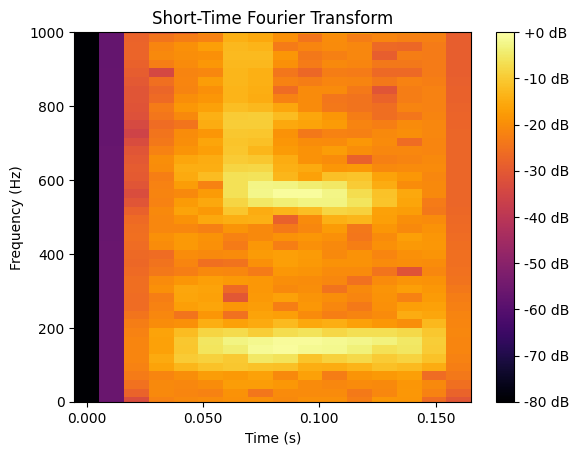 Short-Time Fourier Transform
Frequency (Hz)
1000
800
600
400
200
0
0.000
0.050
0.100
0.150
Time (s)
+0 dB
-10 dB
-20 dB
-30 dB
-40 dB
-50 dB
-60 dB
-70 dB
-80 dB